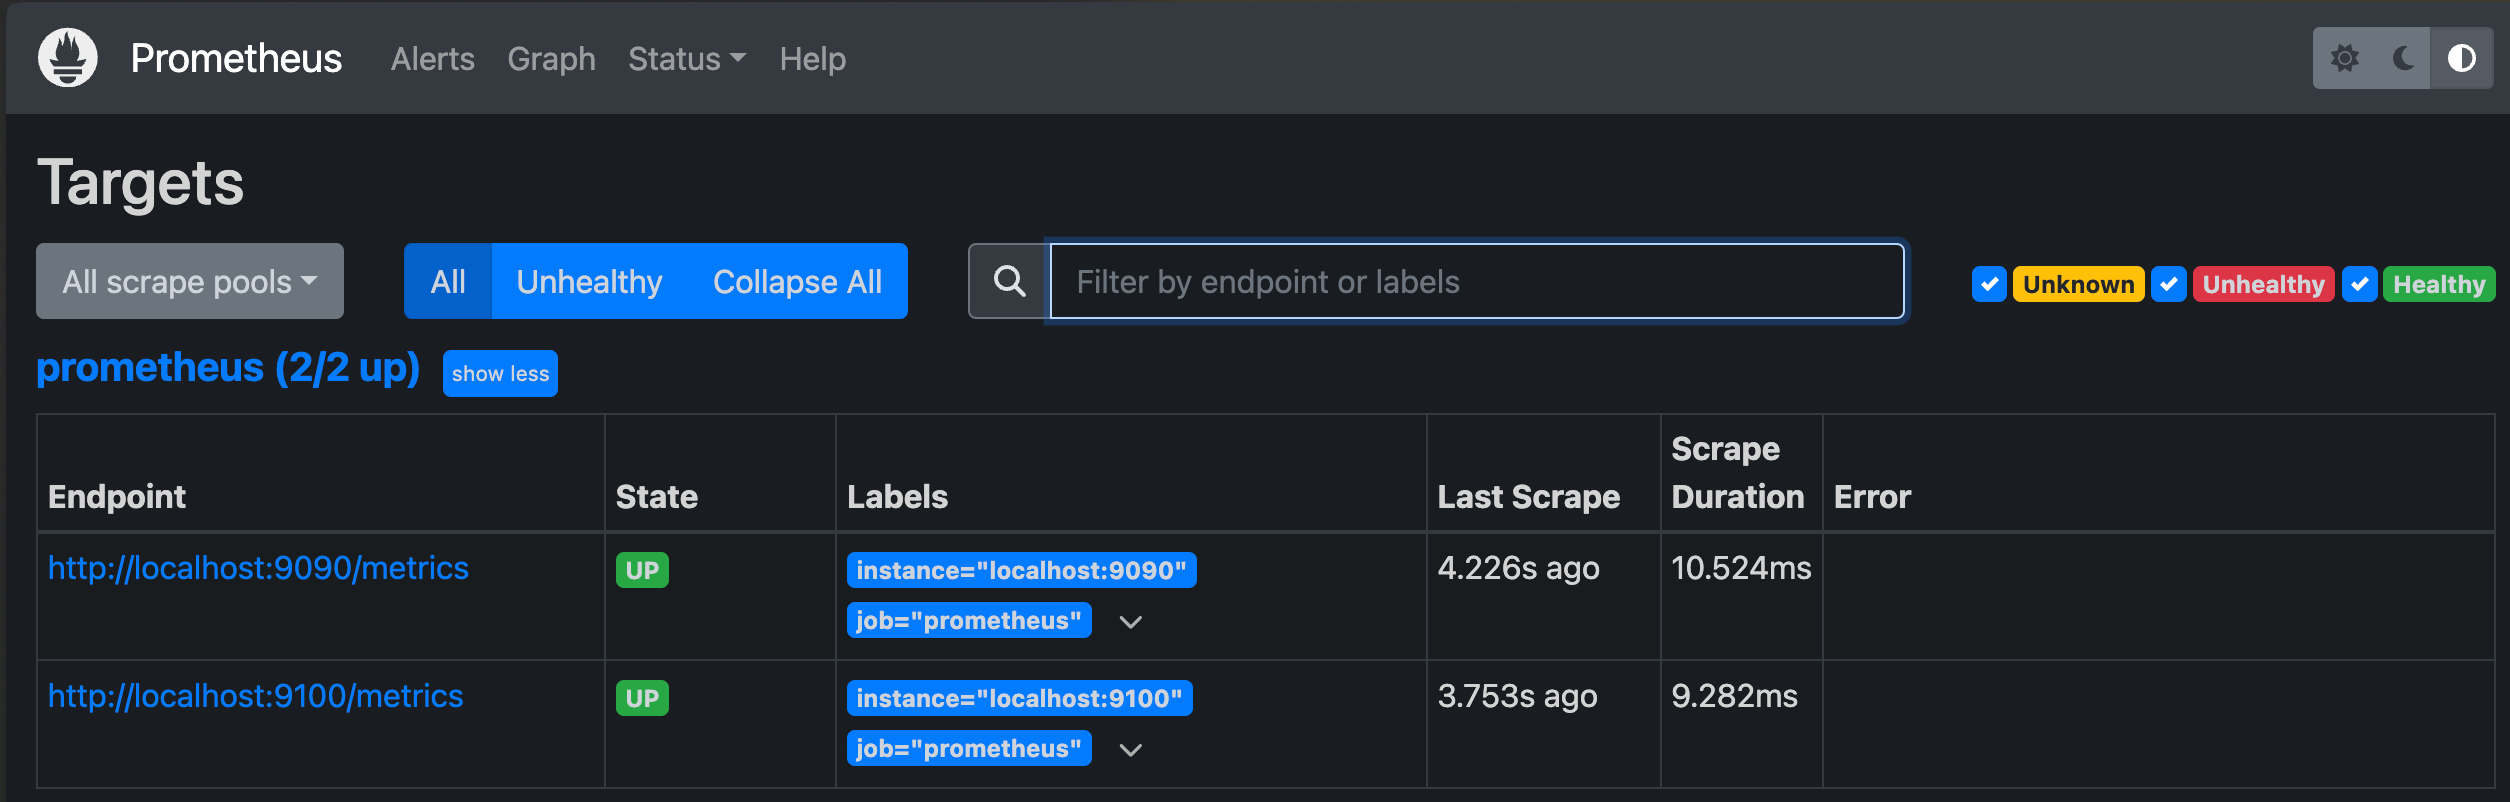 Prometheus Alerts Graph Status Help
Targets
All scrape pools All Unhealthy Collapse All Filter by endpoint or labels Unknown Unhealthy Healthy
prometheus (2/2 up) show less
Endpoint State Labels Last Scrape Scrape Duration Error
http://localhost:9090/metrics UP instance="localhost:9090" 4.226s ago 10.524ms
job="prometheus"
http://localhost:9100/metrics UP instance="localhost:9100" 3.753s ago 9.282ms
job="prometheus"